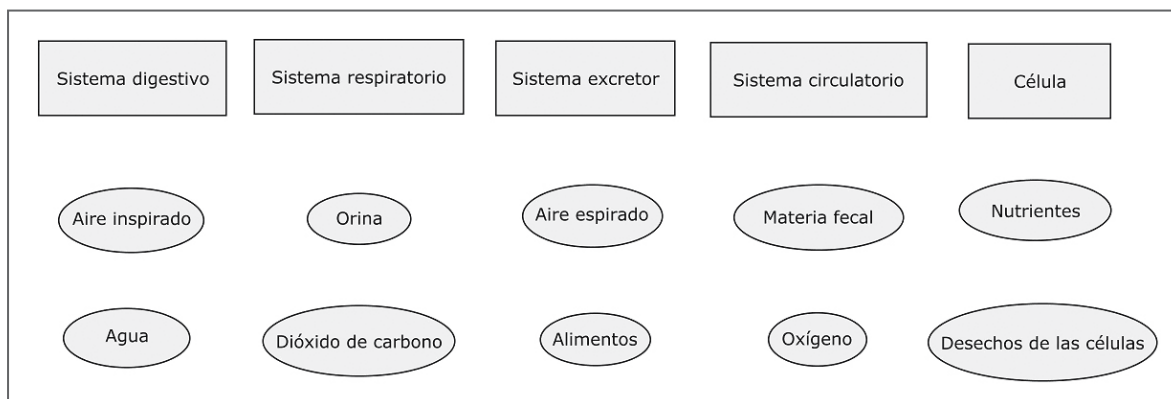 Sistema digestivo
Sistema respiratorio
Sistema excretor
Sistema circulatorio
Célula
Aire inspirado
Orina
Aire espirado
Materia fecal
Nutrientes
Agua
Dióxido de carbono
Alimentos
Oxígeno
Desechos de las células